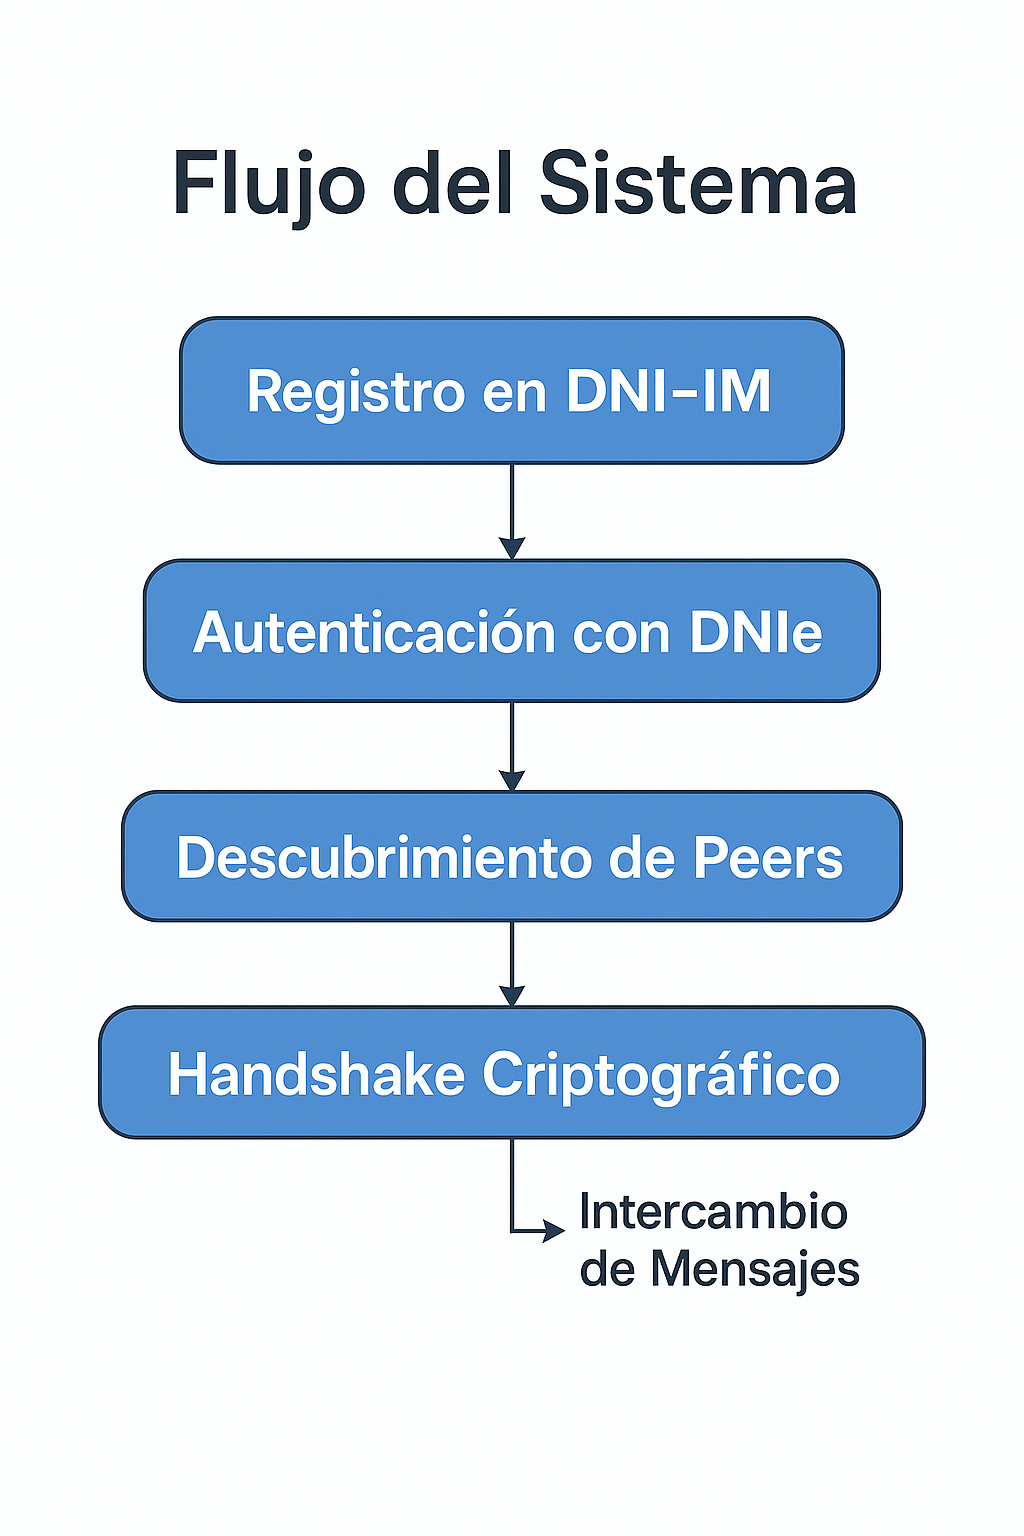 Flujo del Sistema
Registro en DNI-IM
Autenticación con DNIe
Descubrimiento de Peers
Handshake Criptográfico
Intercambio
de Mensajes